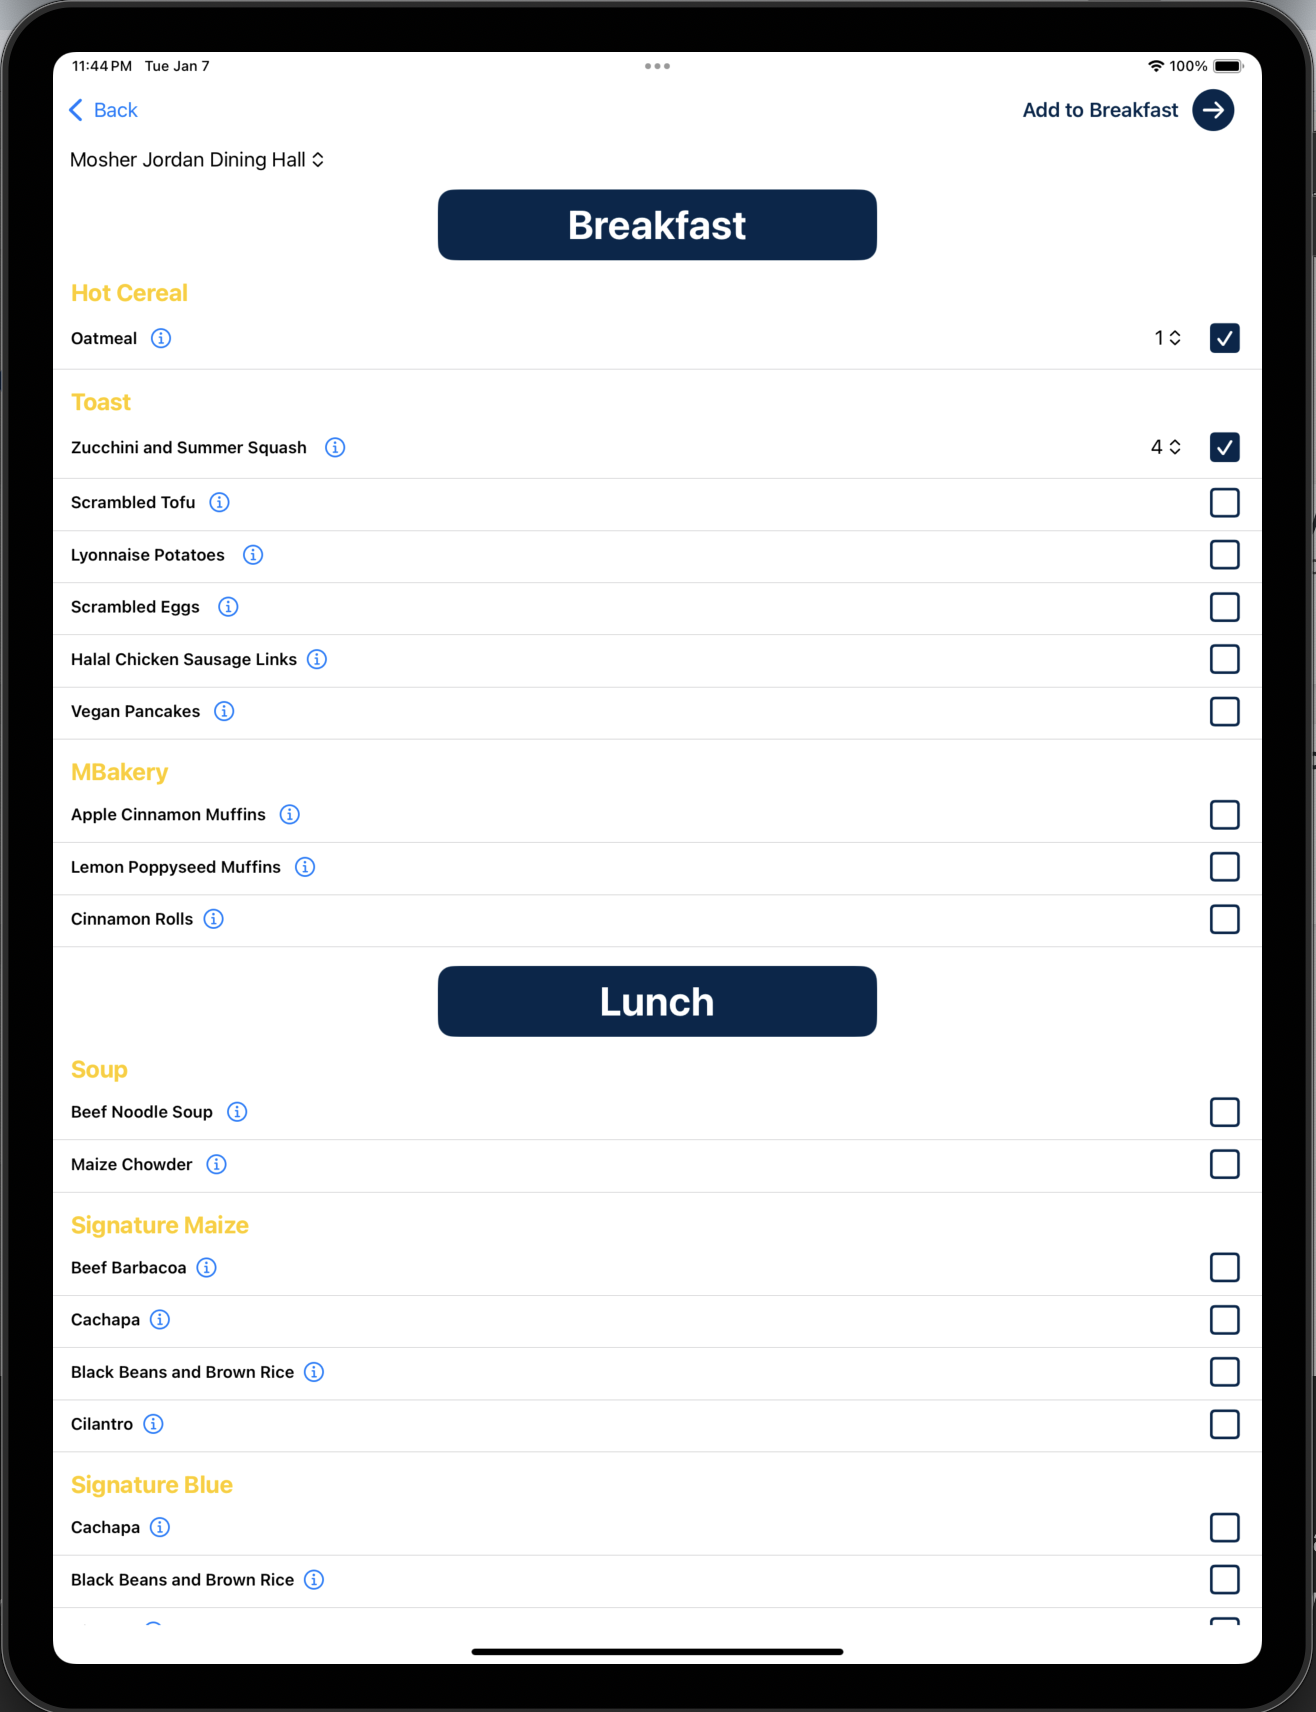 11:44 PM Tue Jan 7
100%
Back
Add to Breakfast
Mosher Jordan Dining Hall
Breakfast
Hot Cereal
Oatmeal
1
Toast
Zucchini and Summer Squash
4
Scrambled Tofu
Lyonnaise Potatoes
Scrambled Eggs
Halal Chicken Sausage Links
Vegan Pancakes
MBakery
Apple Cinnamon Muffins
Lemon Poppyseed Muffins
Cinnamon Rolls
Lunch
Soup
Beef Noodle Soup
Maize Chowder
Signature Maize
Beef Barbacoa
Cachapa
Black Beans and Brown Rice
Cilantro
Signature Blue
Cachapa
Black Beans and Brown Rice